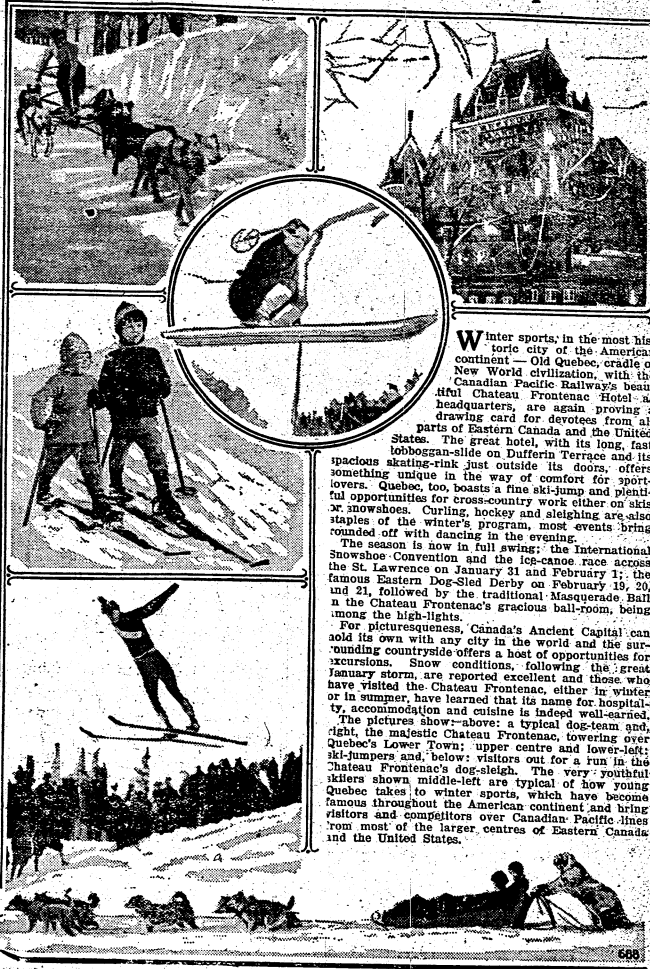 Winter sports, in the most his
toric city of the America
continent — Old Quebec, cradle o
New World civilization, with th
Canadian Pacific Railway's beau
tiful Chateau Frontenac Hotel a
headquarters, are again proving a
drawing card for devotees from al
parts of Eastern Canada and the United
States. The great hotel, with its long, fast
tobboggan-slide on Dufferin Terrace and its
spacious skating-rink just outside its doors, offers
something unique in the way of comfort for sport-
lovers. Quebec, too, boasts a fine ski-jump and plenti-
ful opportunities for cross-country work either on skis
or snowshoes. Curling, hockey and sleighing are also
staples of the winter's program, most events bring
rounded off with dancing in the evening.
The season is now in full swing; the International
Snowshoe Convention and the ice-canoe race across
the St. Lawrence on January 31 and February 1; the
famous Eastern Dog-Sled Derby on February 19, 20,
and 21, followed by the traditional Masquerade Ball
n the Chateau Frontenac's gracious ball-room, being
among the high-lights.
For picturesqueness, Canada's Ancient Capital can
hold its own with any city in the world and the sur-
rounding countryside offers a host of opportunities for
excursions. Snow conditions, following the great
January storm, are reported excellent and those who
have visited the Chateau Frontenac, either in winter
or in summer, have learned that its name for hospital-
ty, accommodation and cuisine is indeed well-earned.
The pictures show:—above: a typical dog-team and,
right, the majestic Chateau Frontenac, towering over
Quebec's Lower Town; upper centre and lower-left:
ski-jumpers and, below: visitors out for a run in the
Chateau Frontenac's dog-sleigh. The very youthful
skiers shown middle-left are typical of how young
Quebec takes to winter sports, which have become
famous throughout the American continent and bring
visitors and competitors over Canadian Pacific lines
from most of the larger centres of Eastern Canada
and the United States.
688